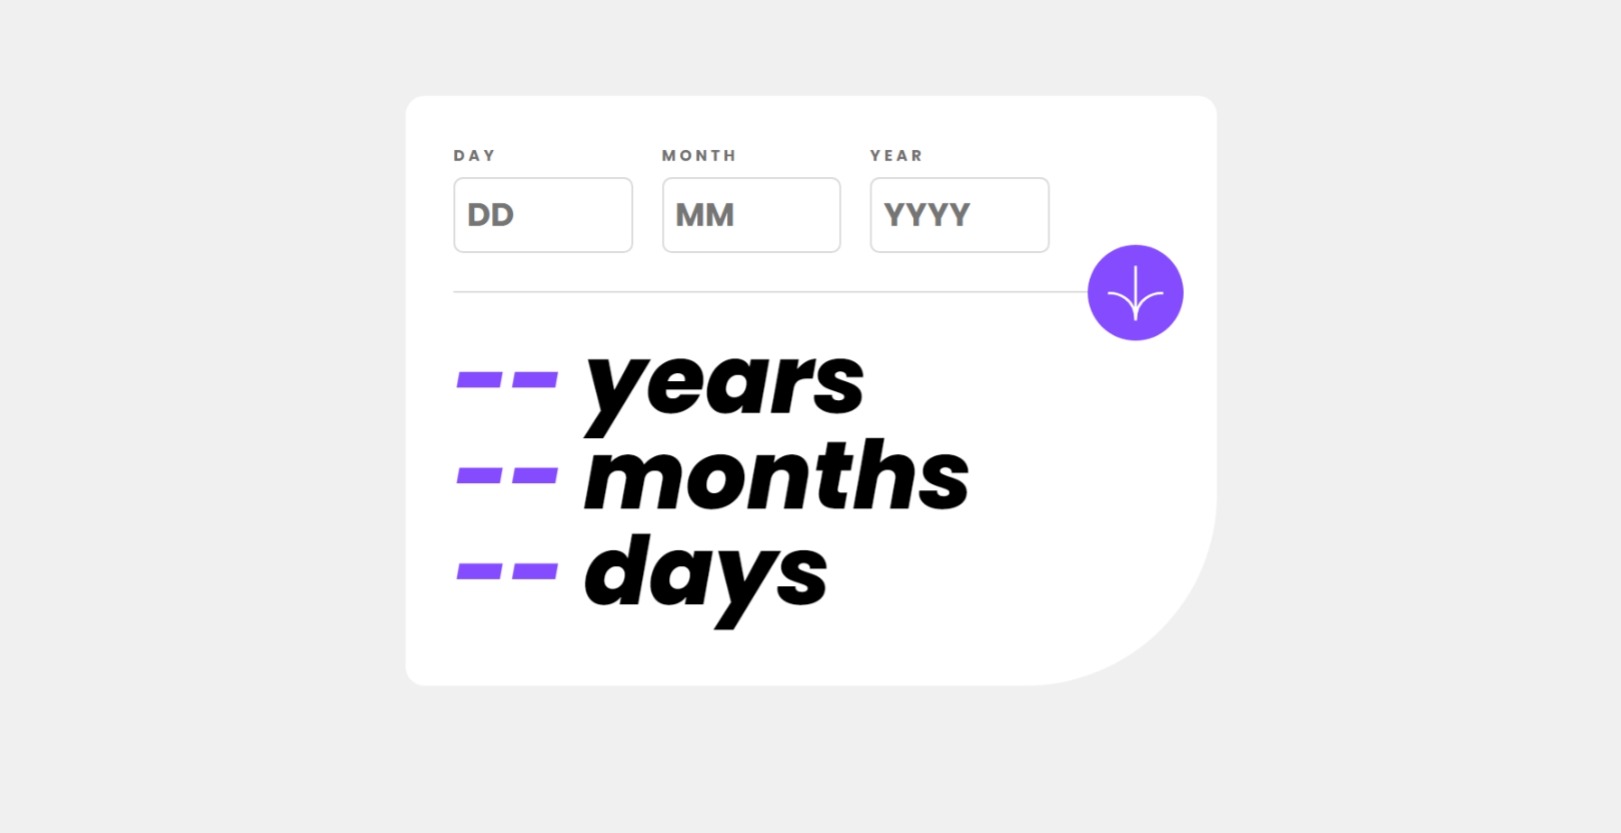 DAY MONTH YEAR
DD MM YYYY
-- years
-- months
-- days